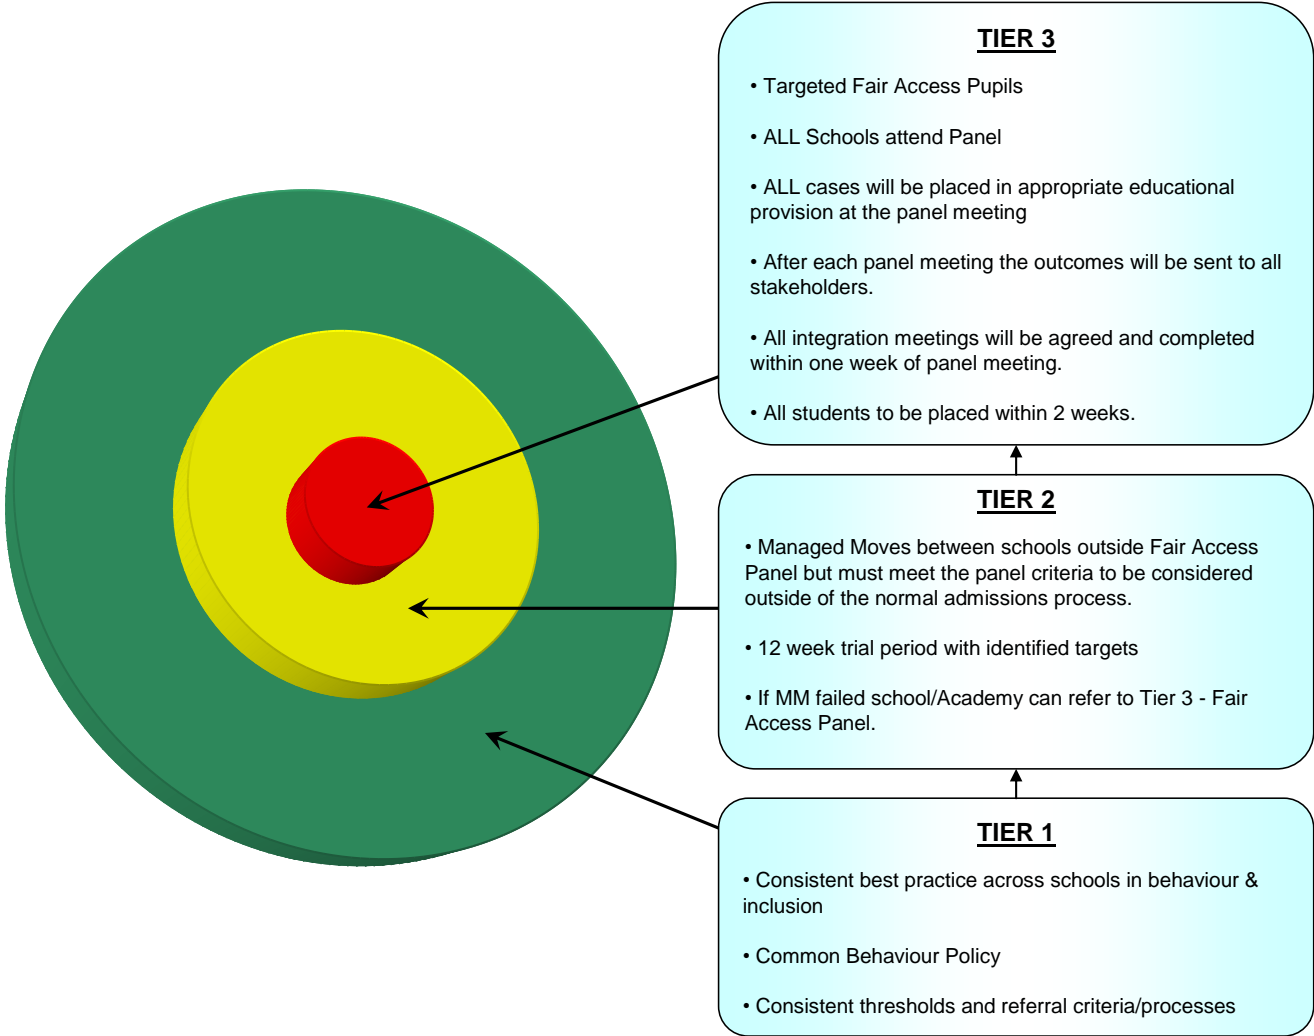 TIER 3
• Targeted Fair Access Pupils
• ALL Schools attend Panel
• ALL cases will be placed in appropriate educational
provision at the panel meeting
• After each panel meeting the outcomes will be sent to all
stakeholders.
• All integration meetings will be agreed and completed
within one week of panel meeting.
• All students to be placed within 2 weeks.
TIER 2
• Managed Moves between schools outside Fair Access
Panel but must meet the panel criteria to be considered
outside of the normal admissions process.
• 12 week trial period with identified targets
• If MM failed school/Academy can refer to Tier 3 - Fair
Access Panel.
TIER 1
• Consistent best practice across schools in behaviour &
inclusion
• Common Behaviour Policy
• Consistent thresholds and referral criteria/processes